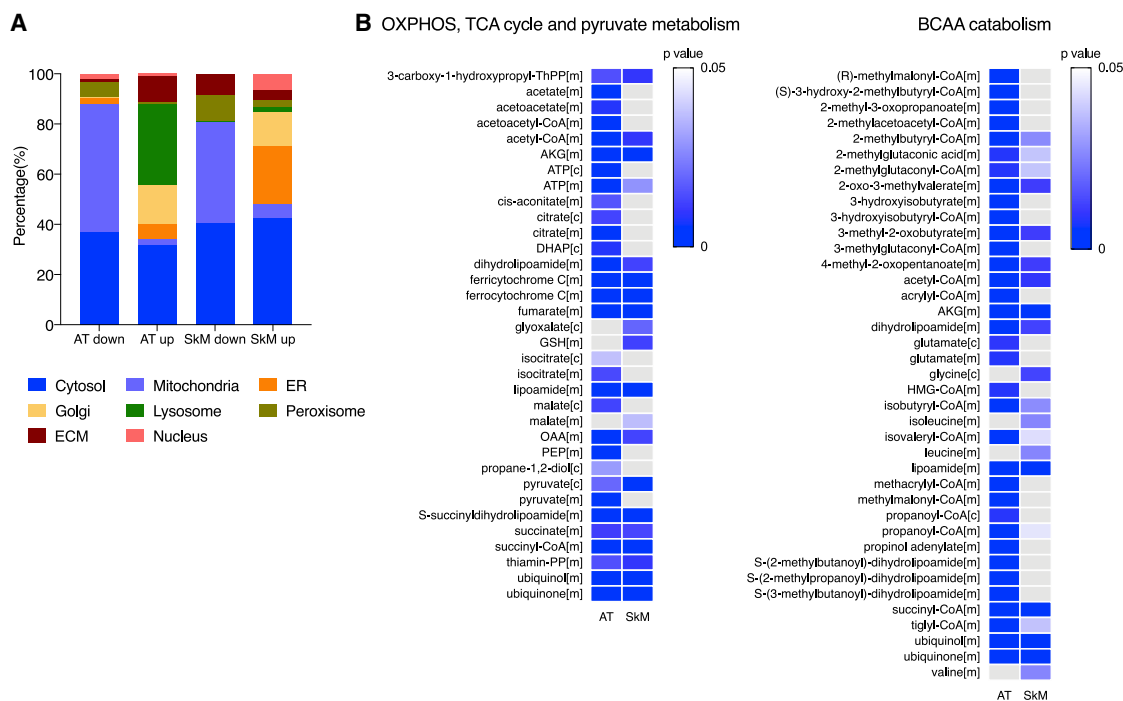 A
Percentage(%)
100
80
60
40
20
0
AT down
AT up
SkM down
SkM up
Cytosol
Mitochondria
ER
Golgi
Lysosome
Peroxisome
ECM
Nucleus
B
OXPHOS, TCA cycle and pyruvate metabolism
p value
0.05
0
3-carboxy-1-hydroxypropyl-ThPP[m]
acetate[m]
acetoacetate[m]
acetoacetyl-CoA[m]
acetyl-CoA[m]
AKG[m]
ATP[c]
ATP[m]
cis-aconitate[m]
citrate[c]
citrate[m]
DHAP[c]
dihydrolipoamide[m]
ferricytochrome C[m]
ferrocytochrome C[m]
fumarate[m]
glyoxalate[c]
GSH[m]
isocitrate[c]
isocitrate[m]
lipoamide[m]
malate[c]
malate[m]
OAA[m]
PEP[m]
propane-1,2-diol[c]
pyruvate[c]
pyruvate[m]
S-succinyldihydrolipoamide[m]
succinate[m]
succinyl-CoA[m]
thiamin-PP[m]
ubiquinol[m]
ubiquinone[m]
AT SkM
BCAA catabolism
p value
0.05
0
(R)-methylmalonyl-CoA[m]
(S)-3-hydroxy-2-methylbutyryl-CoA[m]
2-methyl-3-oxopropanoate[m]
2-methylacetoacetyl-CoA[m]
2-methylbutyryl-CoA[m]
2-methylglutaconic acid[m]
2-methylglutaconyl-CoA[m]
2-oxo-3-methylvalerate[m]
3-hydroxyisobutyrate[m]
3-hydroxyisobutyryl-CoA[m]
3-methyl-2-oxobutyrate[m]
3-methylglutaconyl-CoA[m]
4-methyl-2-oxopentanoate[m]
acetyl-CoA[m]
acrylyl-CoA[m]
AKG[m]
dihydrolipoamide[m]
glutamate[c]
glutamate[m]
glycine[c]
HMG-CoA[m]
isobutyryl-CoA[m]
isoleucine[m]
isovaleryl-CoA[m]
leucine[m]
lipoamide[m]
methacrylyl-CoA[m]
methylmalonyl-CoA[m]
propanoyl-CoA[c]
propanoyl-CoA[m]
propinol adenylate[m]
S-(2-methylbutanoyl)-dihydrolipoamide[m]
S-(2-methylpropanoyl)-dihydrolipoamide[m]
S-(3-methylbutanoyl)-dihydrolipoamide[m]
succinyl-CoA[m]
tiglyl-CoA[m]
ubiquinol[m]
ubiquinone[m]
valine[m]
AT SkM